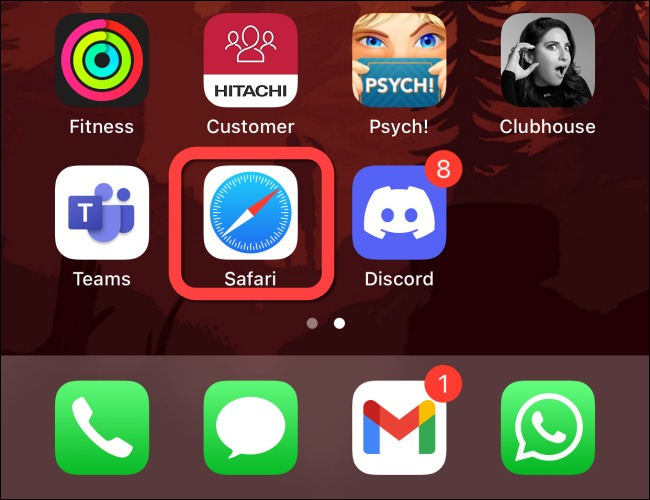 HITACHI
PSYCH!
Fitness
Customer
Psych!
Clubhouse
8
T
Teams
Safari
Discord
1